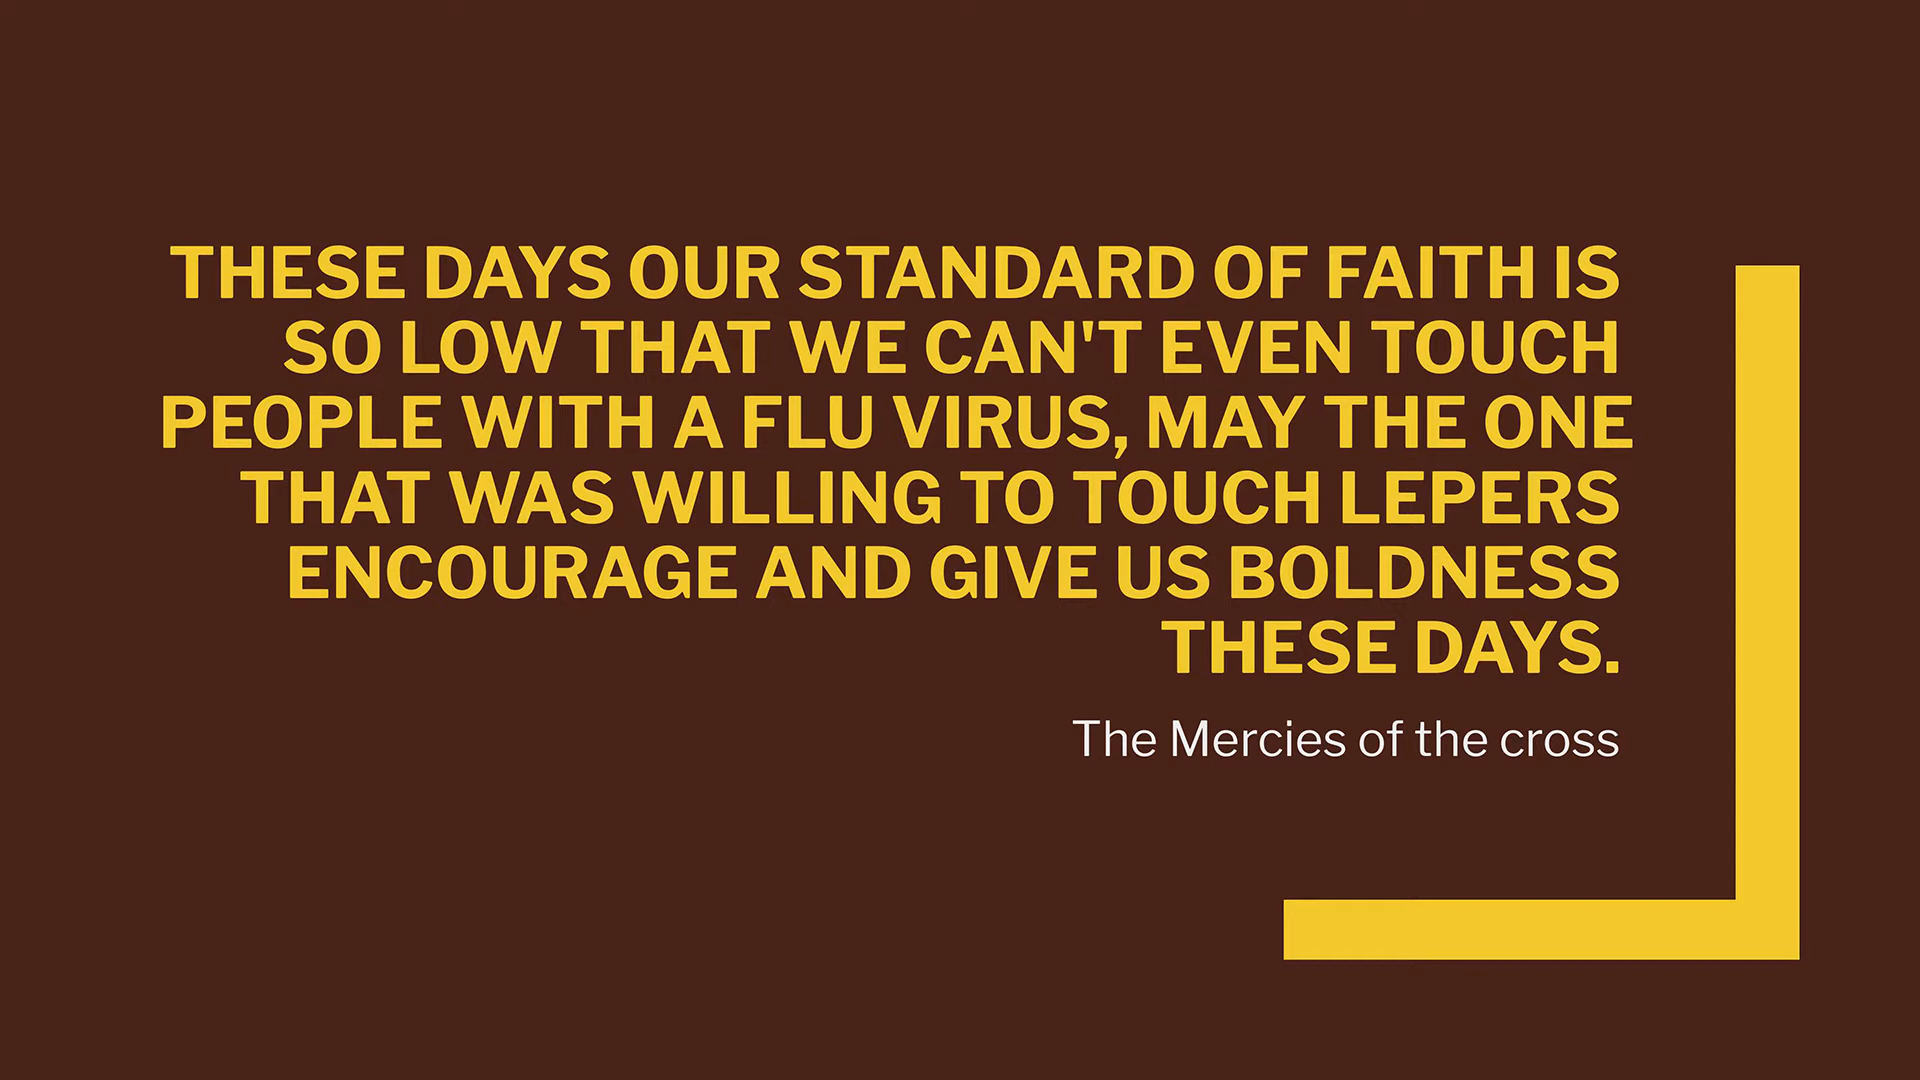 THESE DAYS OUR STANDARD OF FAITH IS
SO LOW THAT WE CAN'T EVEN TOUCH
PEOPLE WITH A FLU VIRUS, MAY THE ONE
THAT WAS WILLING TO TOUCH LEPERS
ENCOURAGE AND GIVE US BOLDNESS
THESE DAYS.
The Mercies of the cross